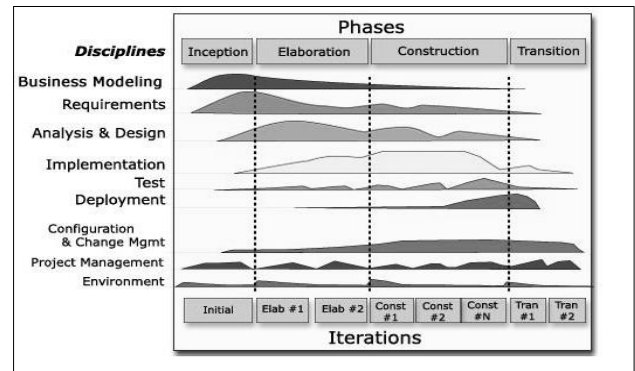 Phases
Disciplines
Inception Elaboration Construction Transition
Business Modeling
Requirements
Analysis & Design
Implementation
Test
Deployment
Configuration
& Change Mgmt
Project Management
Environment
Initial Elab #1 Elab #2 Const #1 Const #2 Const #N Tran #1 Tran #2
Iterations